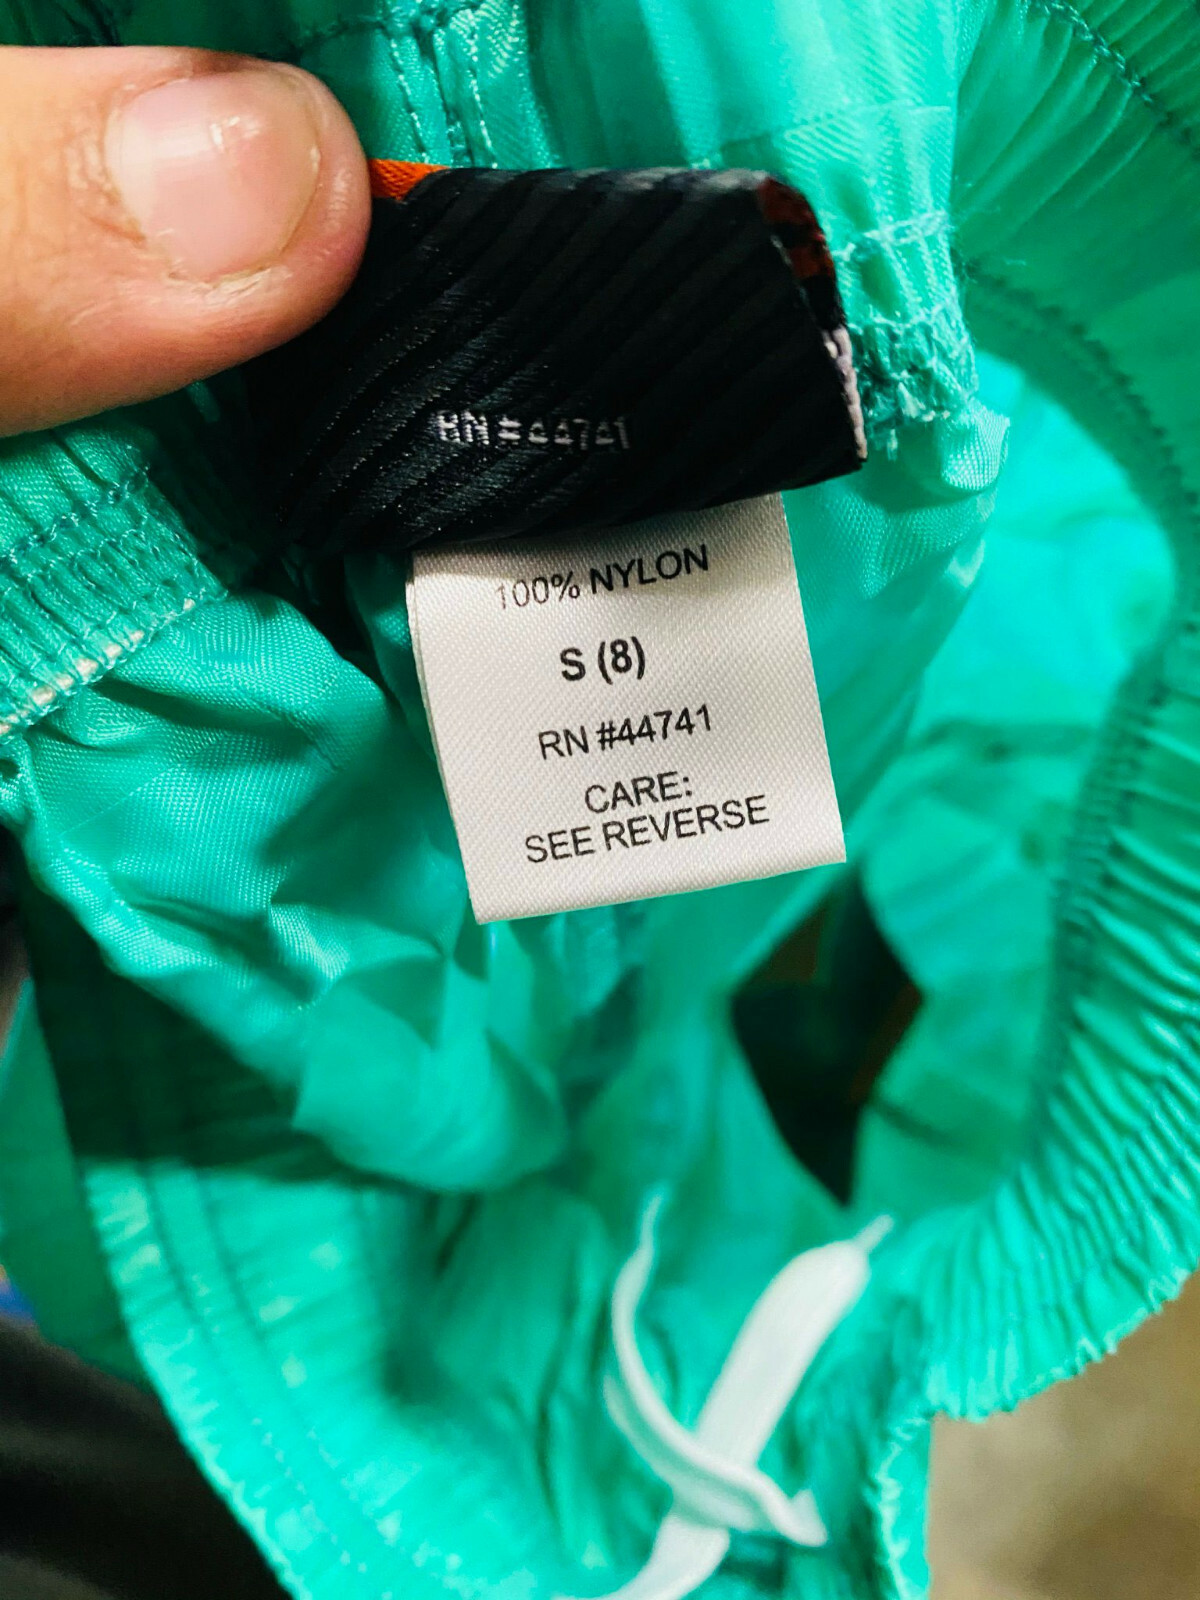 RN #44741
100% NYLON
S (8)
RN #44741
CARE:
SEE REVERSE